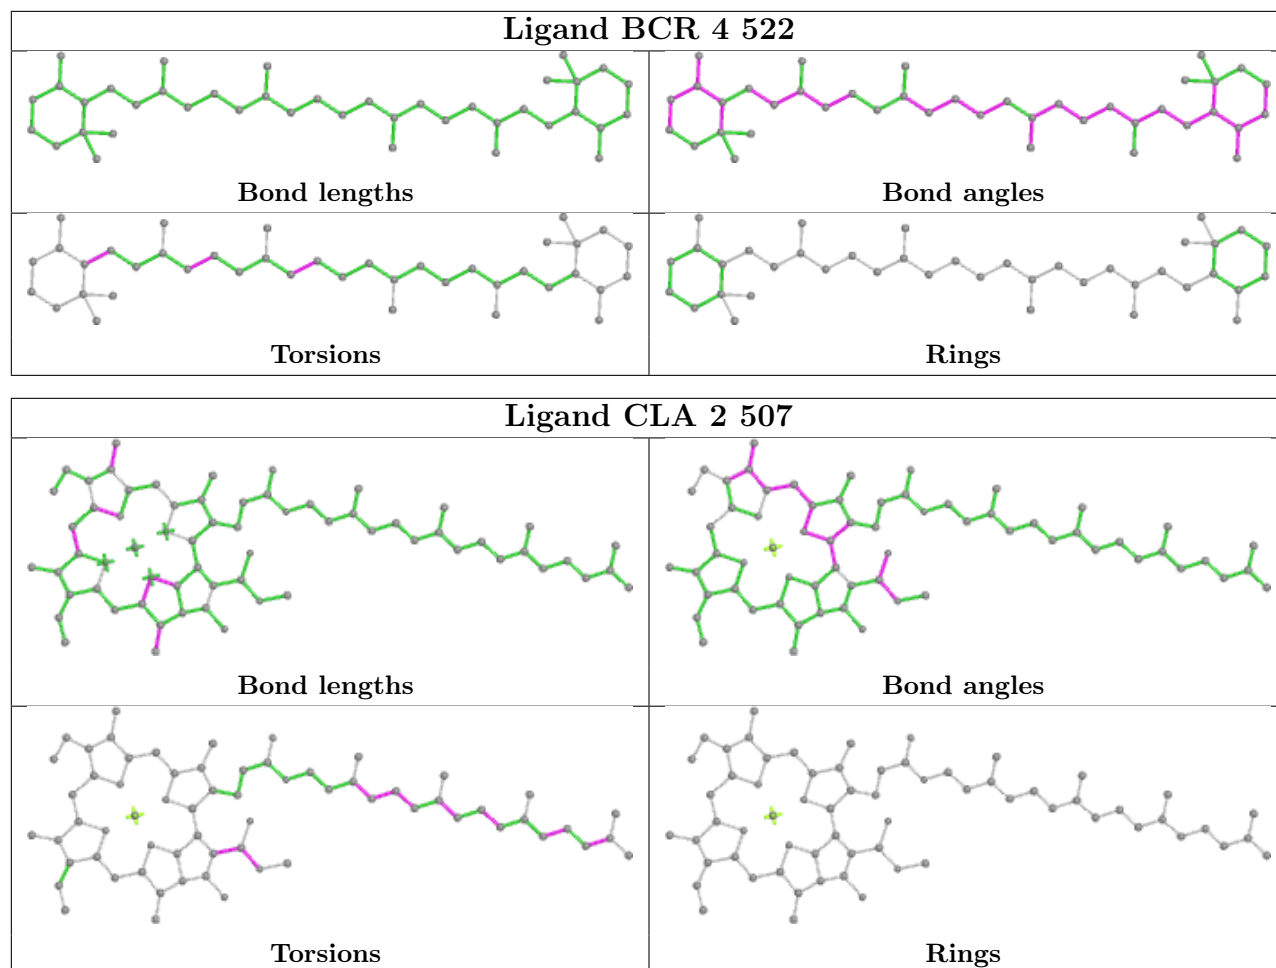 Ligand BCR 4 522
Bond lengths
Bond angles
Torsions
Rings
Ligand CLA 2 507
Bond lengths
Bond angles
Torsions
Rings